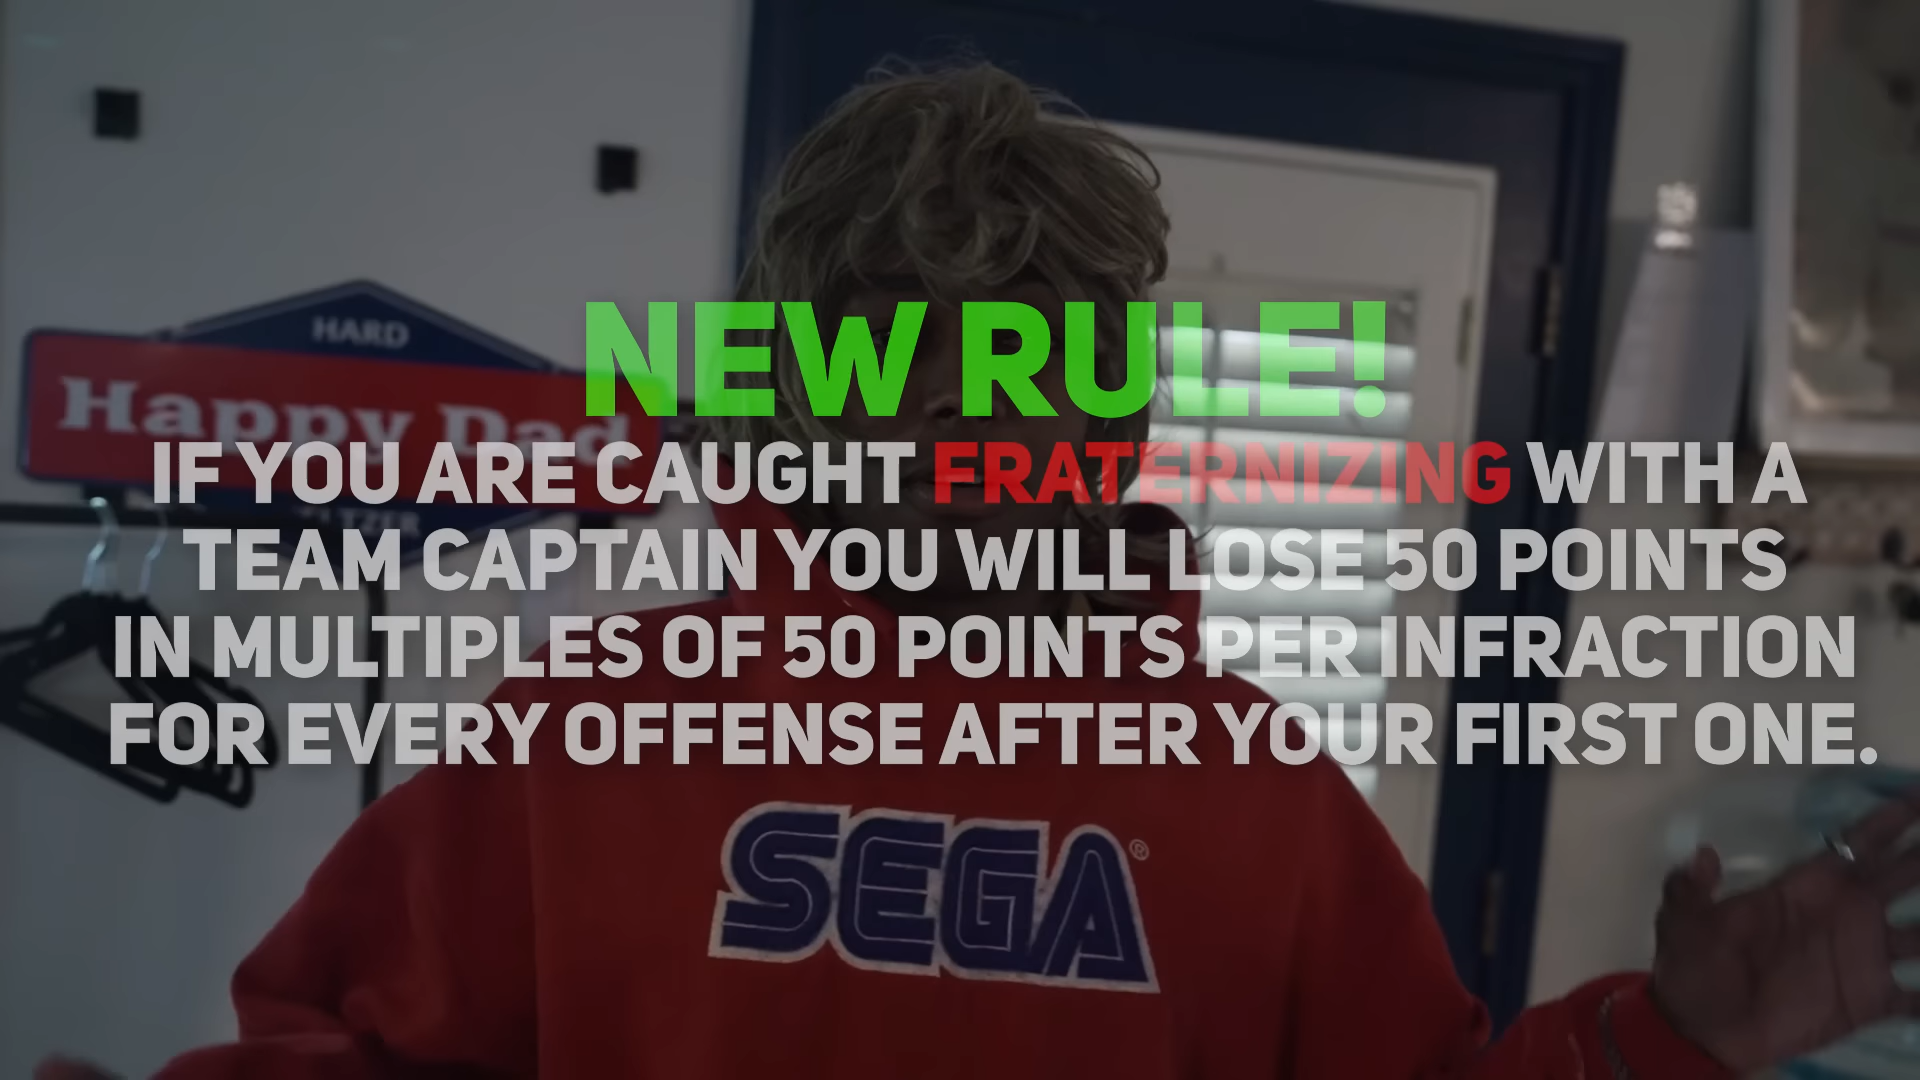 NEW RULE!
HARD
Happy Dad
IF YOU ARE CAUGHT FRATERNIZING WITH A
TEAM CAPTAIN YOU WILL LOSE 50 POINTS
IN MULTIPLES OF 50 POINTS PER INFRACTION
FOR EVERY OFFENSE AFTER YOUR FIRST ONE.
SEGA®